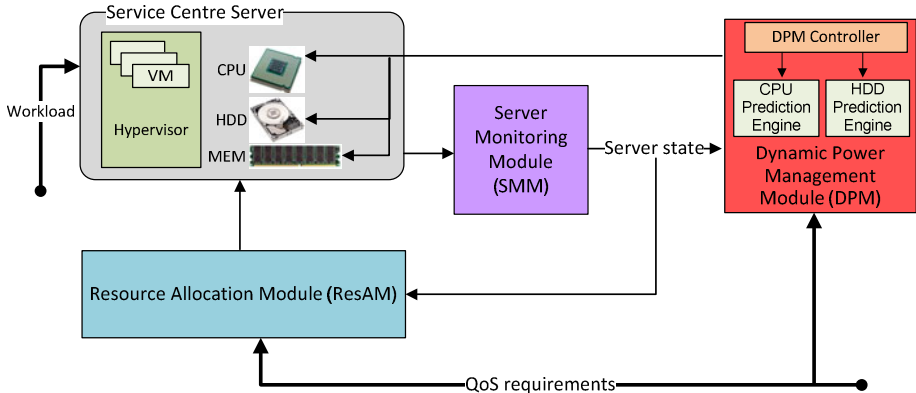 Service Centre Server
DPM Controller
VM
CPU
CPU
Prediction
Engine
HDD
Prediction
Engine
Workload
Hypervisor
HDD
MEM
Server
Monitoring
Module
(SMM)
Server state
Dynamic Power
Management
Module (DPM)
Resource Allocation Module (ResAM)
QoS requirements